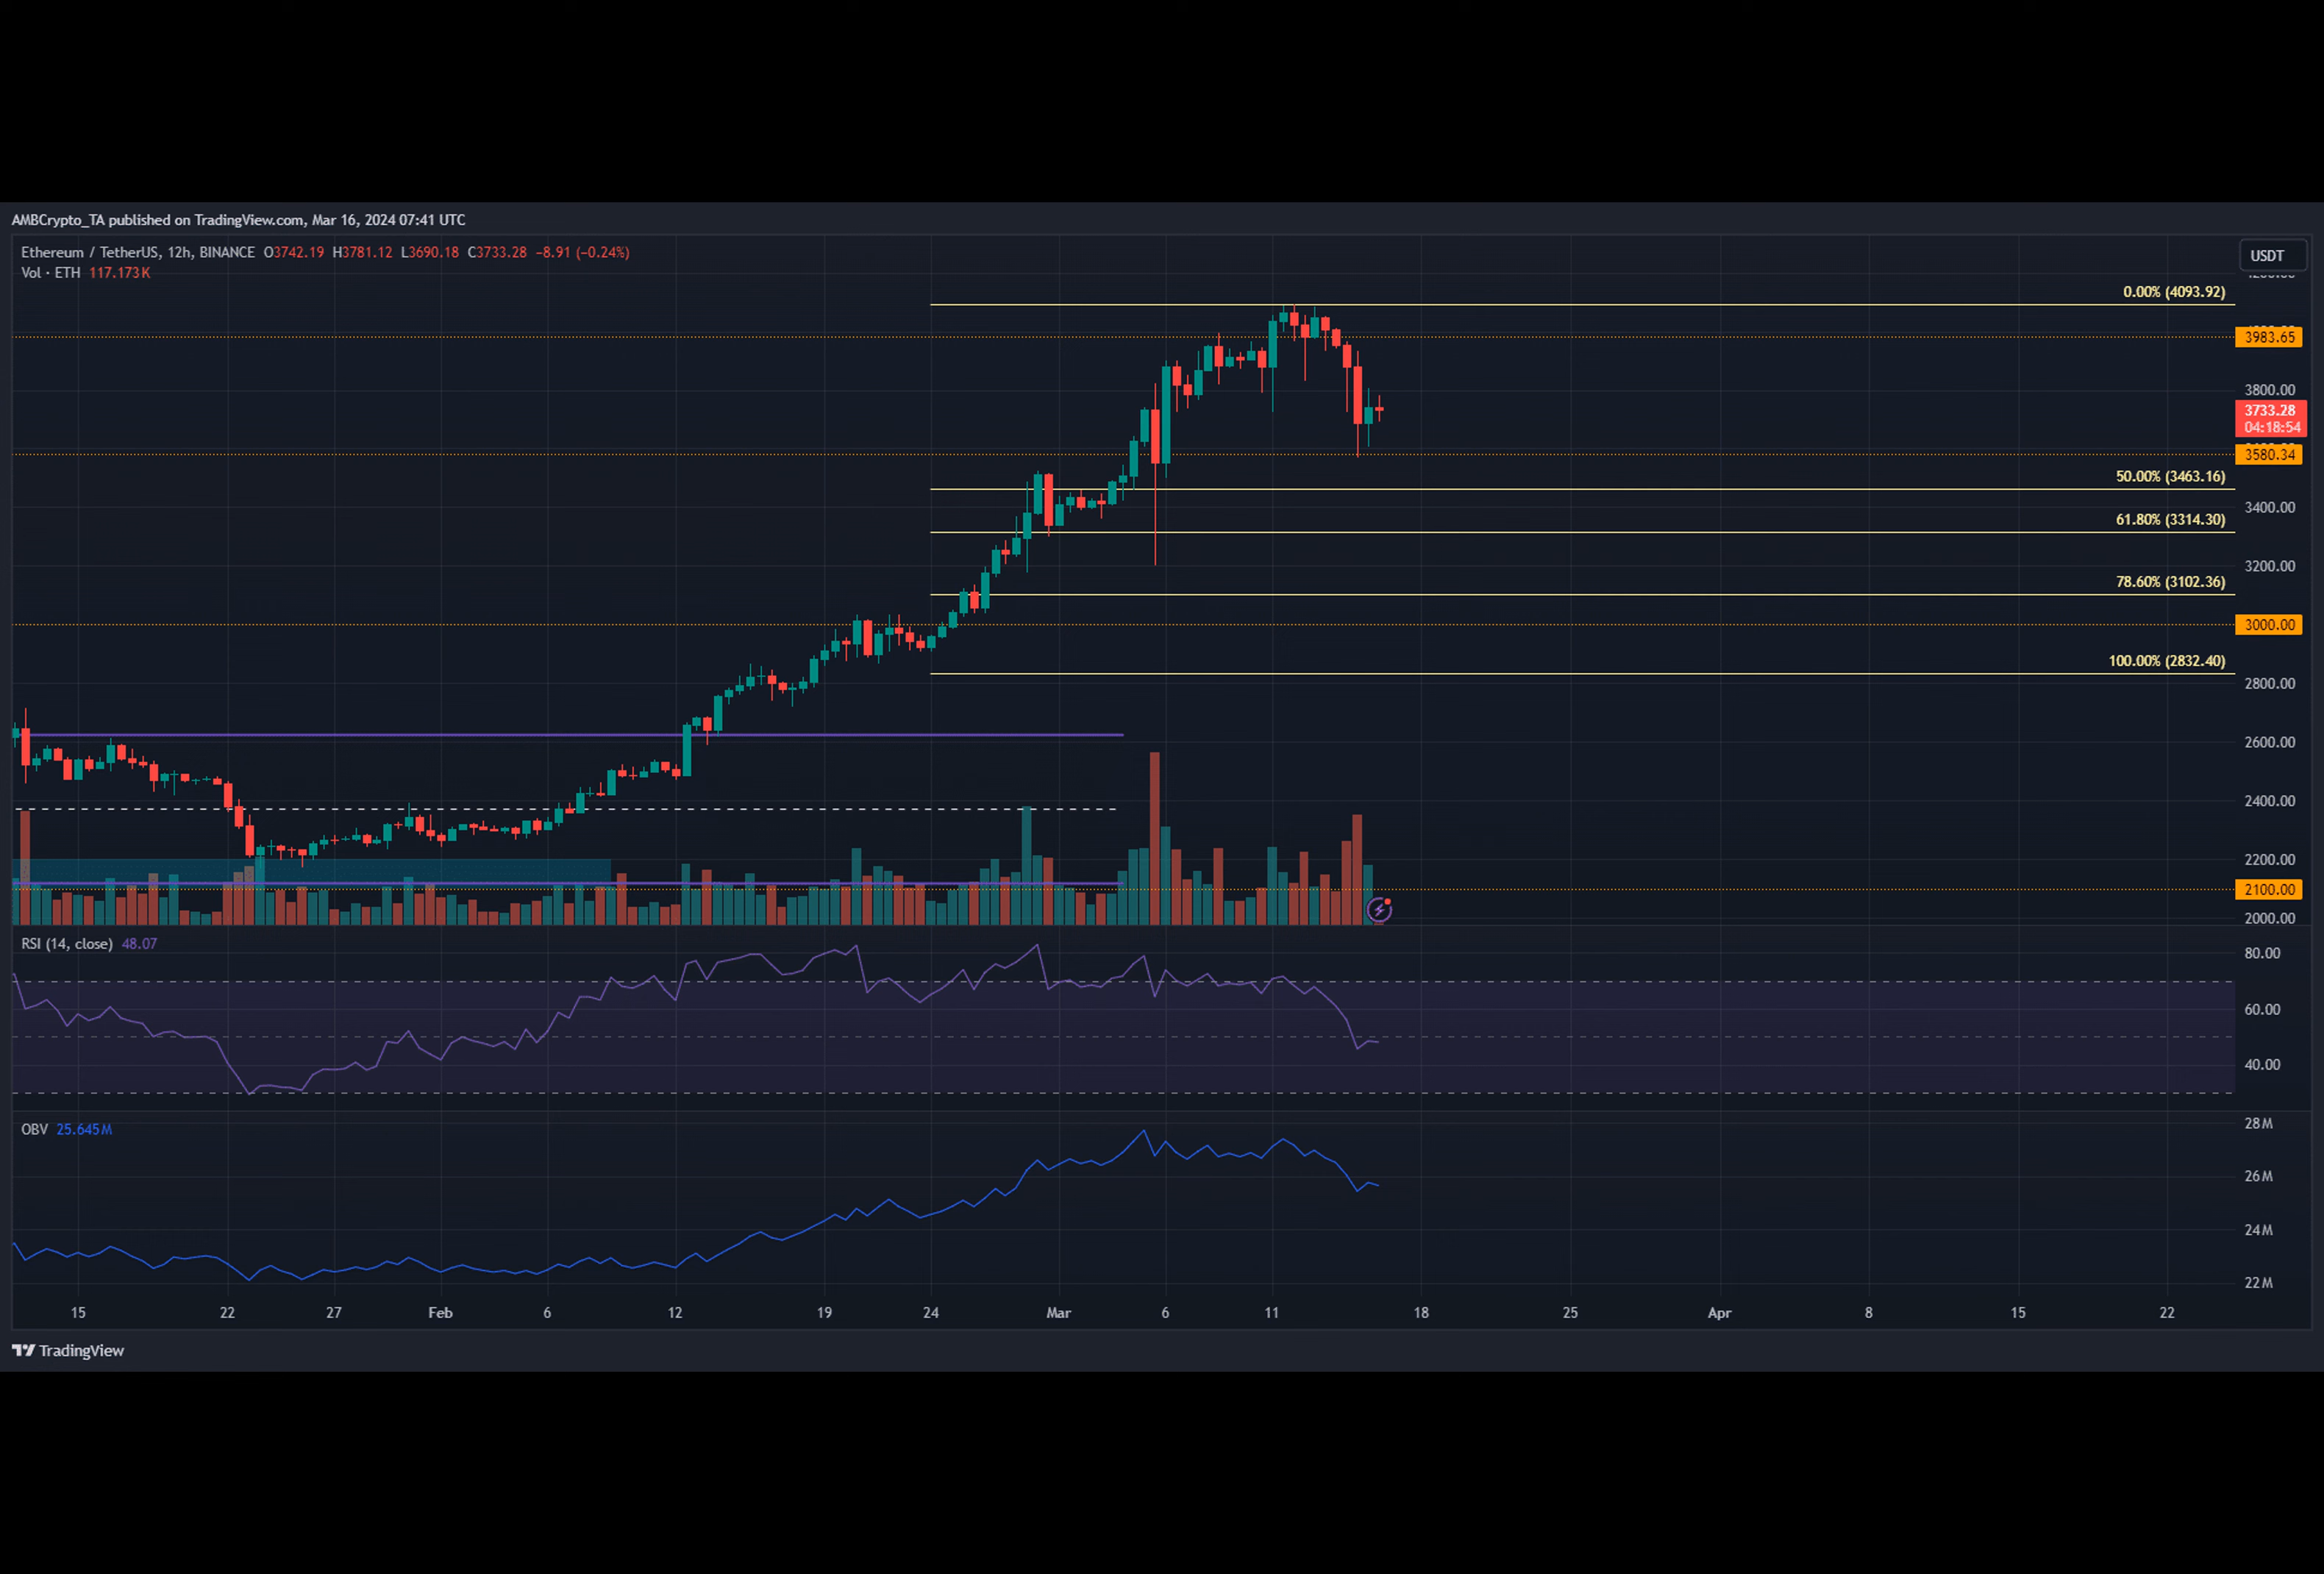 AMBCrypto_TA published on TradingView.com, Mar 16, 2024 07:41 UTC
Ethereum / TetherUS, 12h, BINANCE O3742.19 H3781.12 L3690.18 C3733.28 −8.91 (−0.24%)
USDT
Vol · ETH 117.173K
0.00% (4093.92)
3983.65
3800.00
3733.28
04:18:54
3580.34
50.00% (3463.16)
3400.00
61.80% (3314.30)
3200.00
78.60% (3102.36)
3000.00
100.00% (2832.40)
2800.00
2600.00
2400.00
2200.00
2100.00
2000.00
RSI (14, close) 48.07
80.00
60.00
40.00
OBV 25.645M
28M
26M
24M
22M
15 22 27 Feb 6 12 19 24 Mar 6 11 18 25 Apr 8 15 22
TradingView